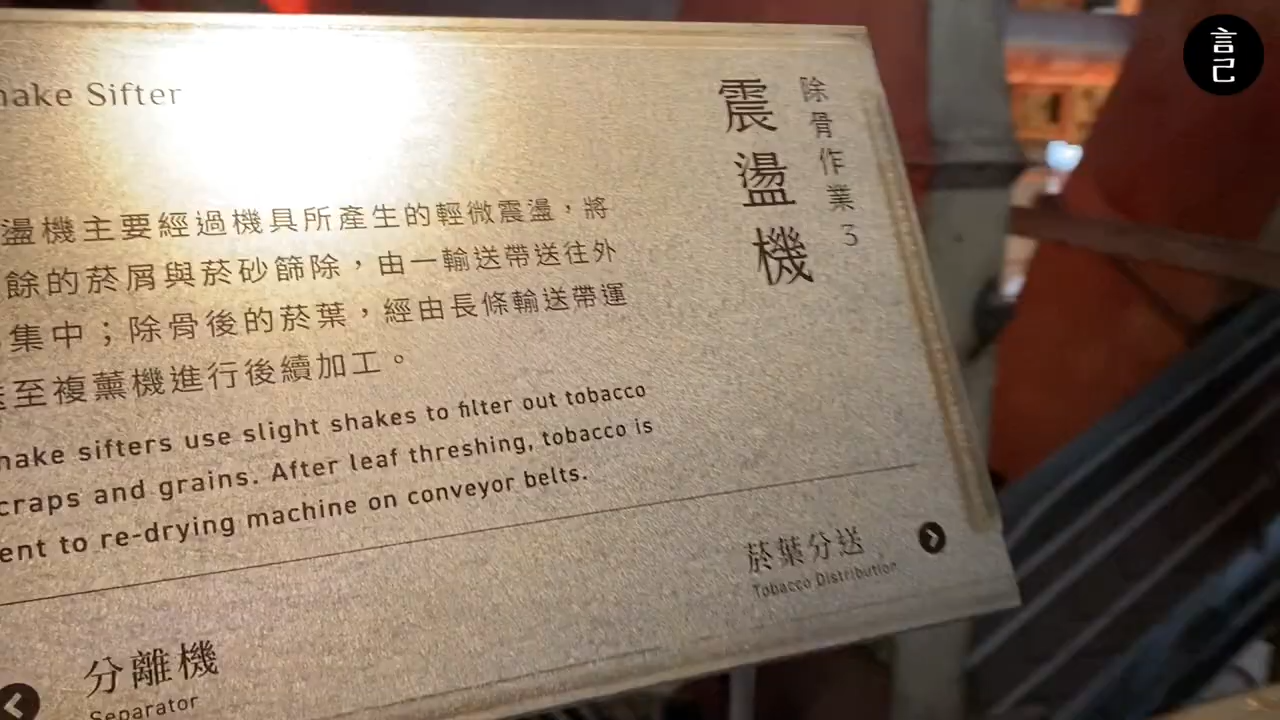 言己
除骨作業3
震盪機
Shake Sifter
盪機主要經過機具所產生的輕微震盪，將
餘的菸屑與菸砂篩除，由一輸送帶送往外
集中；除骨後的菸葉，經由長條輸送帶運
送至複薰機進行後續加工。
Shake sifters use slight shakes to filter out tobacco
scraps and grains. After leaf threshing, tobacco is
sent to re-drying machine on conveyor belts.
菸葉分送
Tobacco Distribution
分離機
Separator